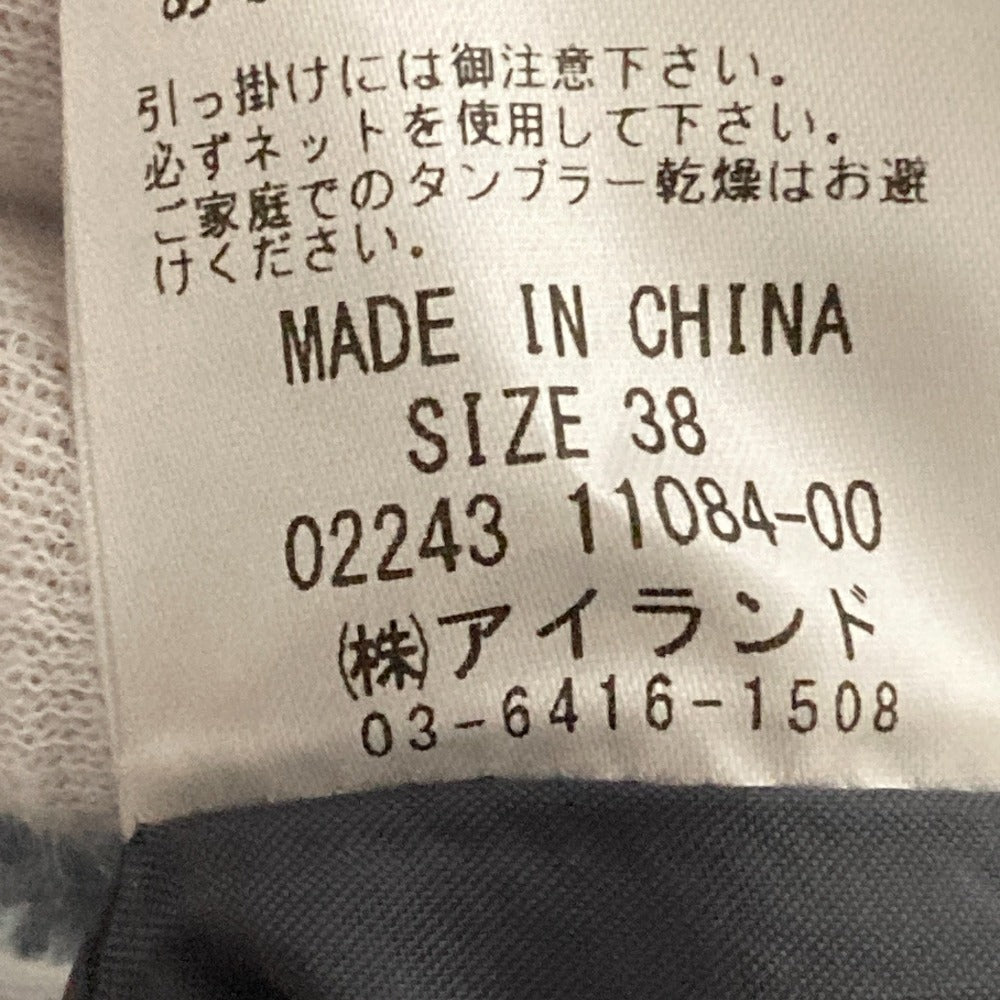 引っ掛けには御注意下さい。
必ずネットを使用して下さい。
ご家庭でのタンブラー乾燥はお避
けください。
MADE IN CHINA
SIZE 38
02243 11084-00
㈱アイランド
03-6416-1508